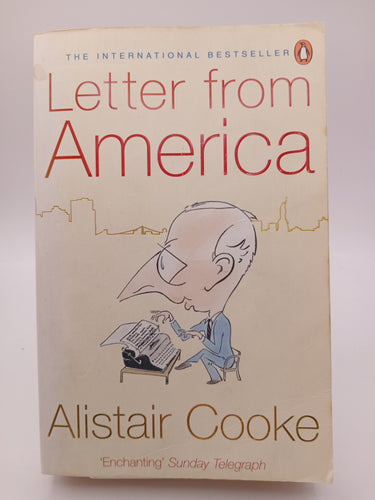 THE INTERNATIONAL BESTSELLER
Letter from
America
Alistair Cooke
'Enchanting' Sunday Telegraph